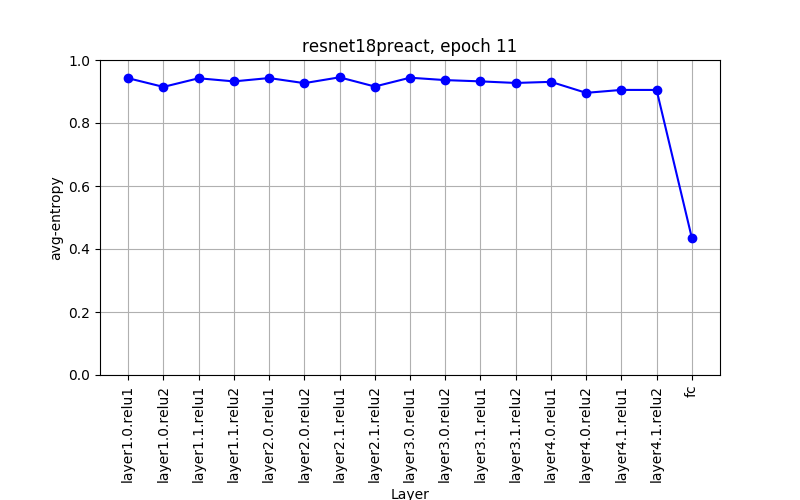 resnet18preact, epoch 11
1.0
0.8
0.6
0.4
0.2
0.0
avg-entropy
layer1.0.relu1
layer1.0.relu2
layer1.1.relu1
layer1.1.relu2
layer2.0.relu1
layer2.0.relu2
layer2.1.relu1
layer2.1.relu2
layer3.0.relu1
layer3.0.relu2
layer3.1.relu1
layer3.1.relu2
layer4.0.relu1
layer4.0.relu2
layer4.1.relu1
layer4.1.relu2
fc
Layer